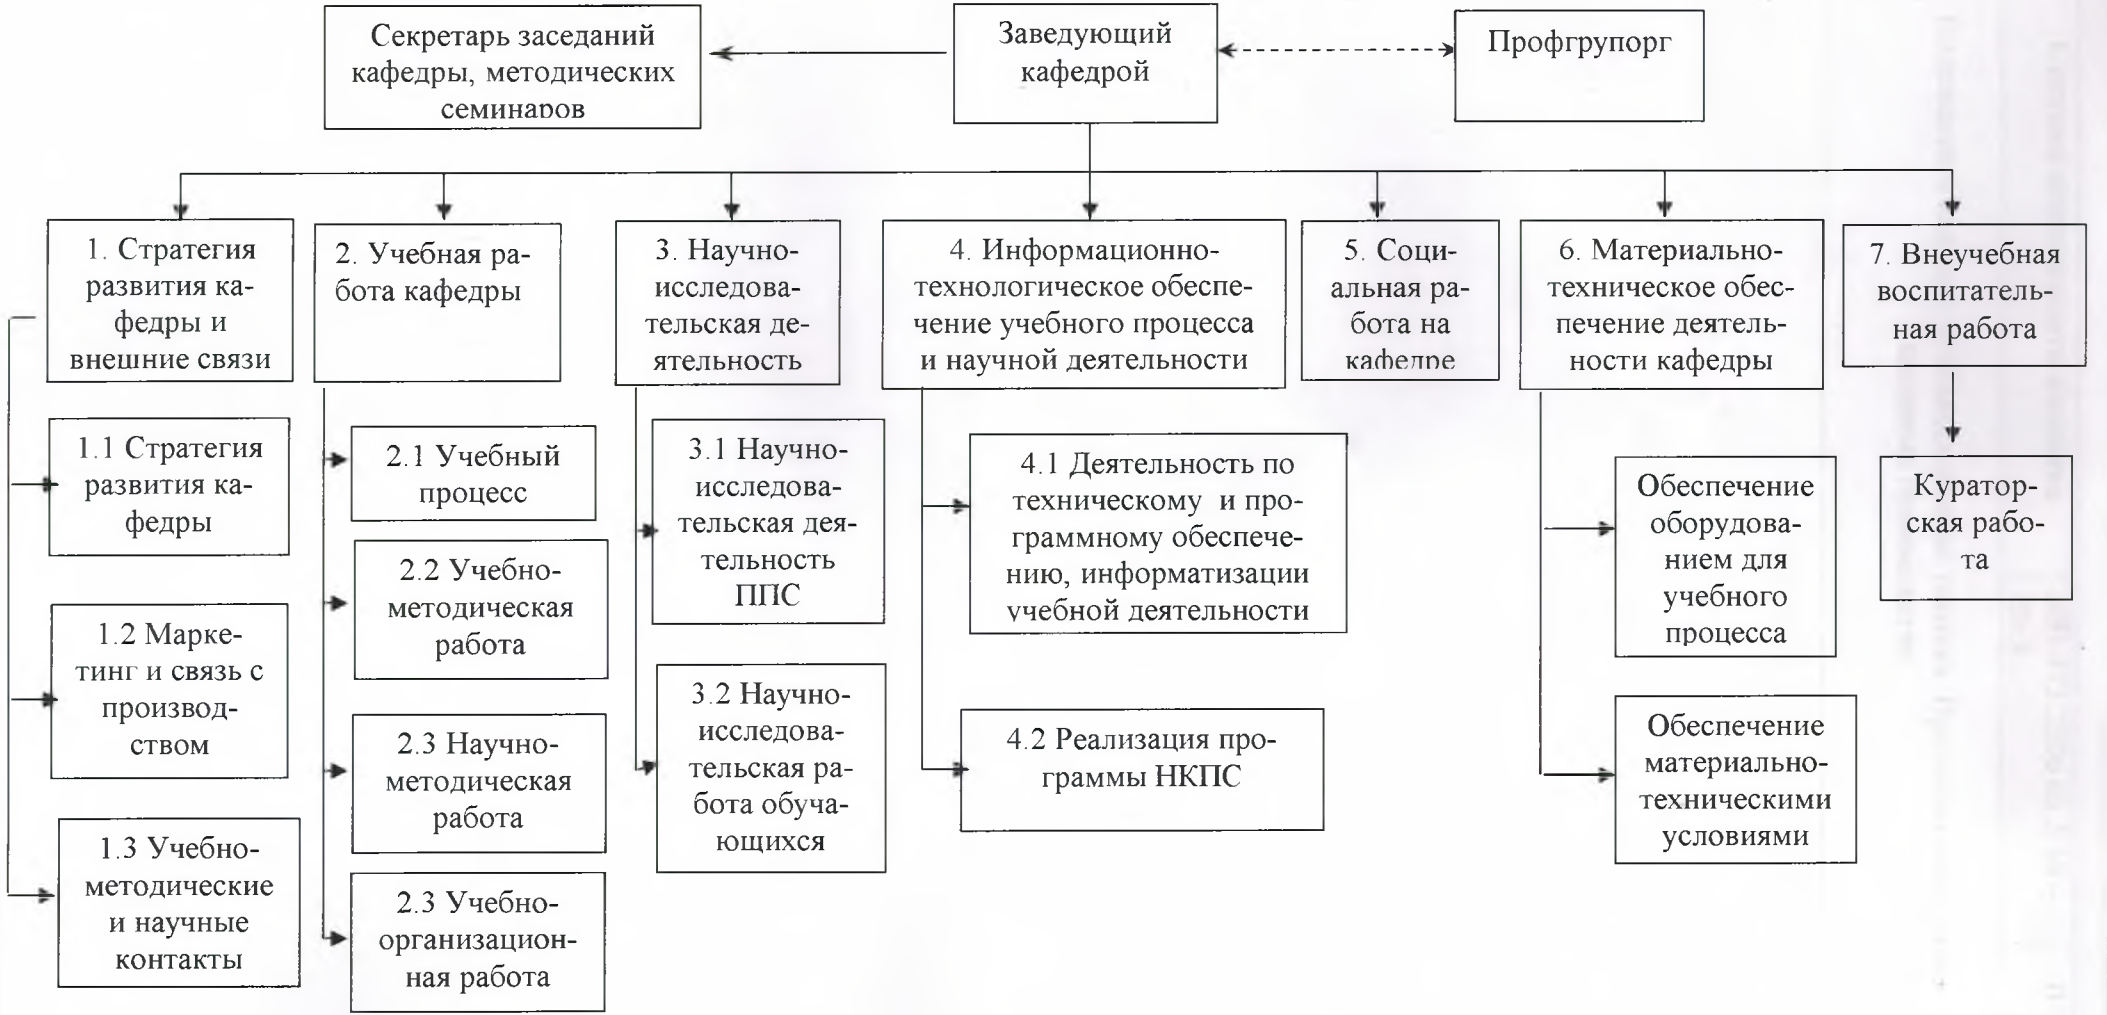 Секретарь заседаний
кафедры, методических
семинаров
Заведующий
кафедрой
Профгрупорг
1. Стратегия
развития ка-
федры и
внешние связи
2. Учебная ра-
бота кафедры
3. Научно-
исследова-
тельская де-
ятельность
4. Информационно-
технологическое обеспе-
чение учебного процесса
и научной деятельности
5. Соци-
альная ра-
бота на
кафедре
6. Материально-
техническое обес-
печение деятель-
ности кафедры
7. Внеучебная
воспитатель-
ная работа
1.1 Стратегия
развития ка-
федры
1.2 Марке-
тинг и связь с
производ-
ством
1.3 Учебно-
методические
и научные
контакты
2.1 Учебный
процесс
2.2 Учебно-
методическая
работа
2.3 Научно-
методическая
работа
2.3 Учебно-
организацион-
ная работа
3.1 Научно-
исследова-
тельская дея-
тельность
ППС
3.2 Научно-
исследова-
тельская ра-
бота обуча-
ющихся
4.1 Деятельность по
техническому и про-
граммному обеспече-
нию, информатизации
учебной деятельности
4.2 Реализация про-
граммы НКПС
Обеспечение
оборудова-
нием для
учебного
процесса
Обеспечение
материально-
техническими
условиями
Куратор-
ская рабо-
та